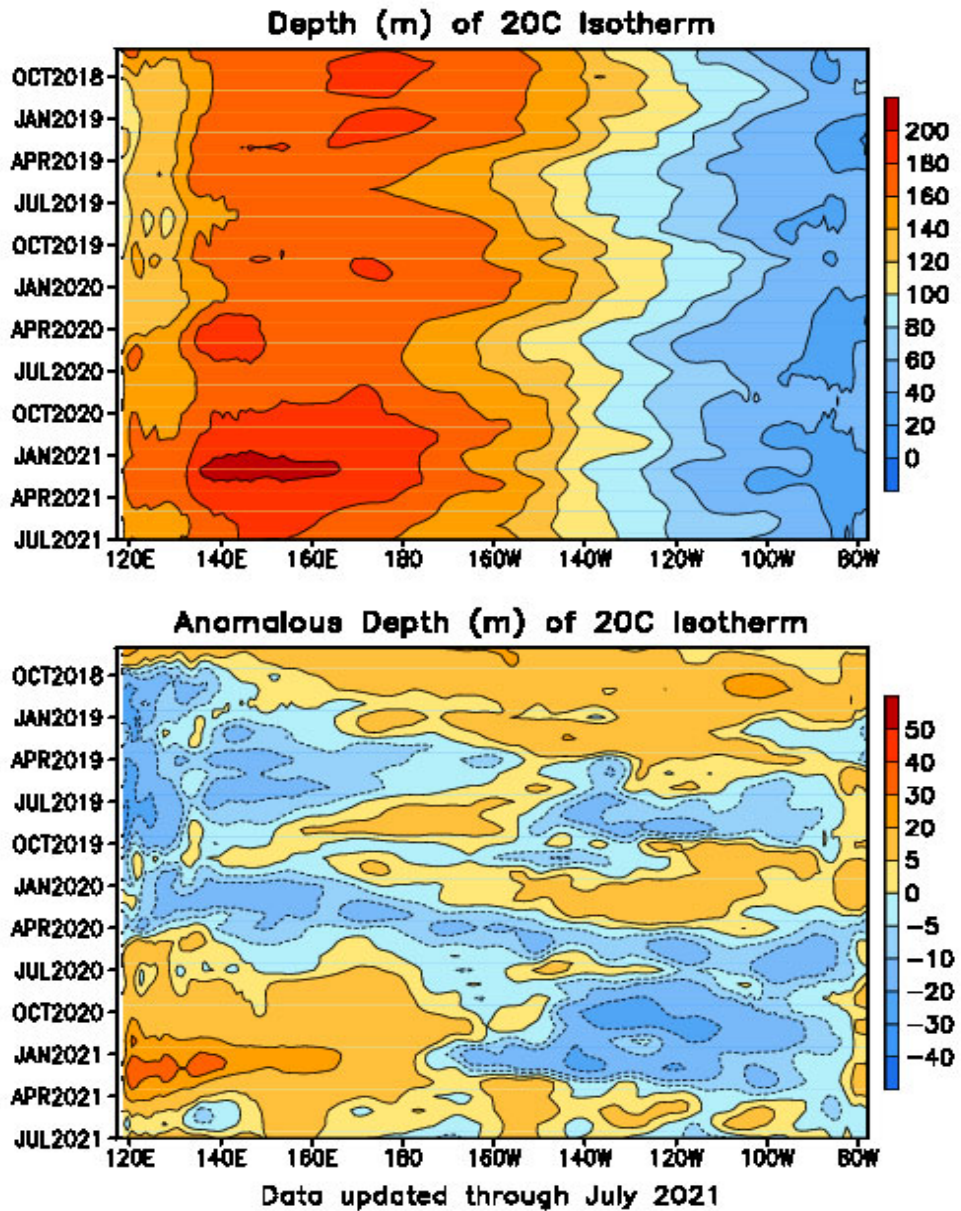 Depth (m) of 20C Isotherm
OCT2018
JAN2019
APR2019
JUL2019
OCT2019
JAN2020
APR2020
JUL2020
OCT2020
JAN2021
APR2021
JUL2021
120E 140E 160E 180 160W 140W 120W 100W 80W
200
180
160
140
120
100
80
60
40
20
0
Anomalous Depth (m) of 20C Isotherm
OCT2018
JAN2019
APR2019
JUL2019
OCT2019
JAN2020
APR2020
JUL2020
OCT2020
JAN2021
APR2021
JUL2021
120E 140E 160E 180 160W 140W 120W 100W 80W
50
40
30
20
5
0
-5
-10
-20
-30
-40
Data updated through July 2021